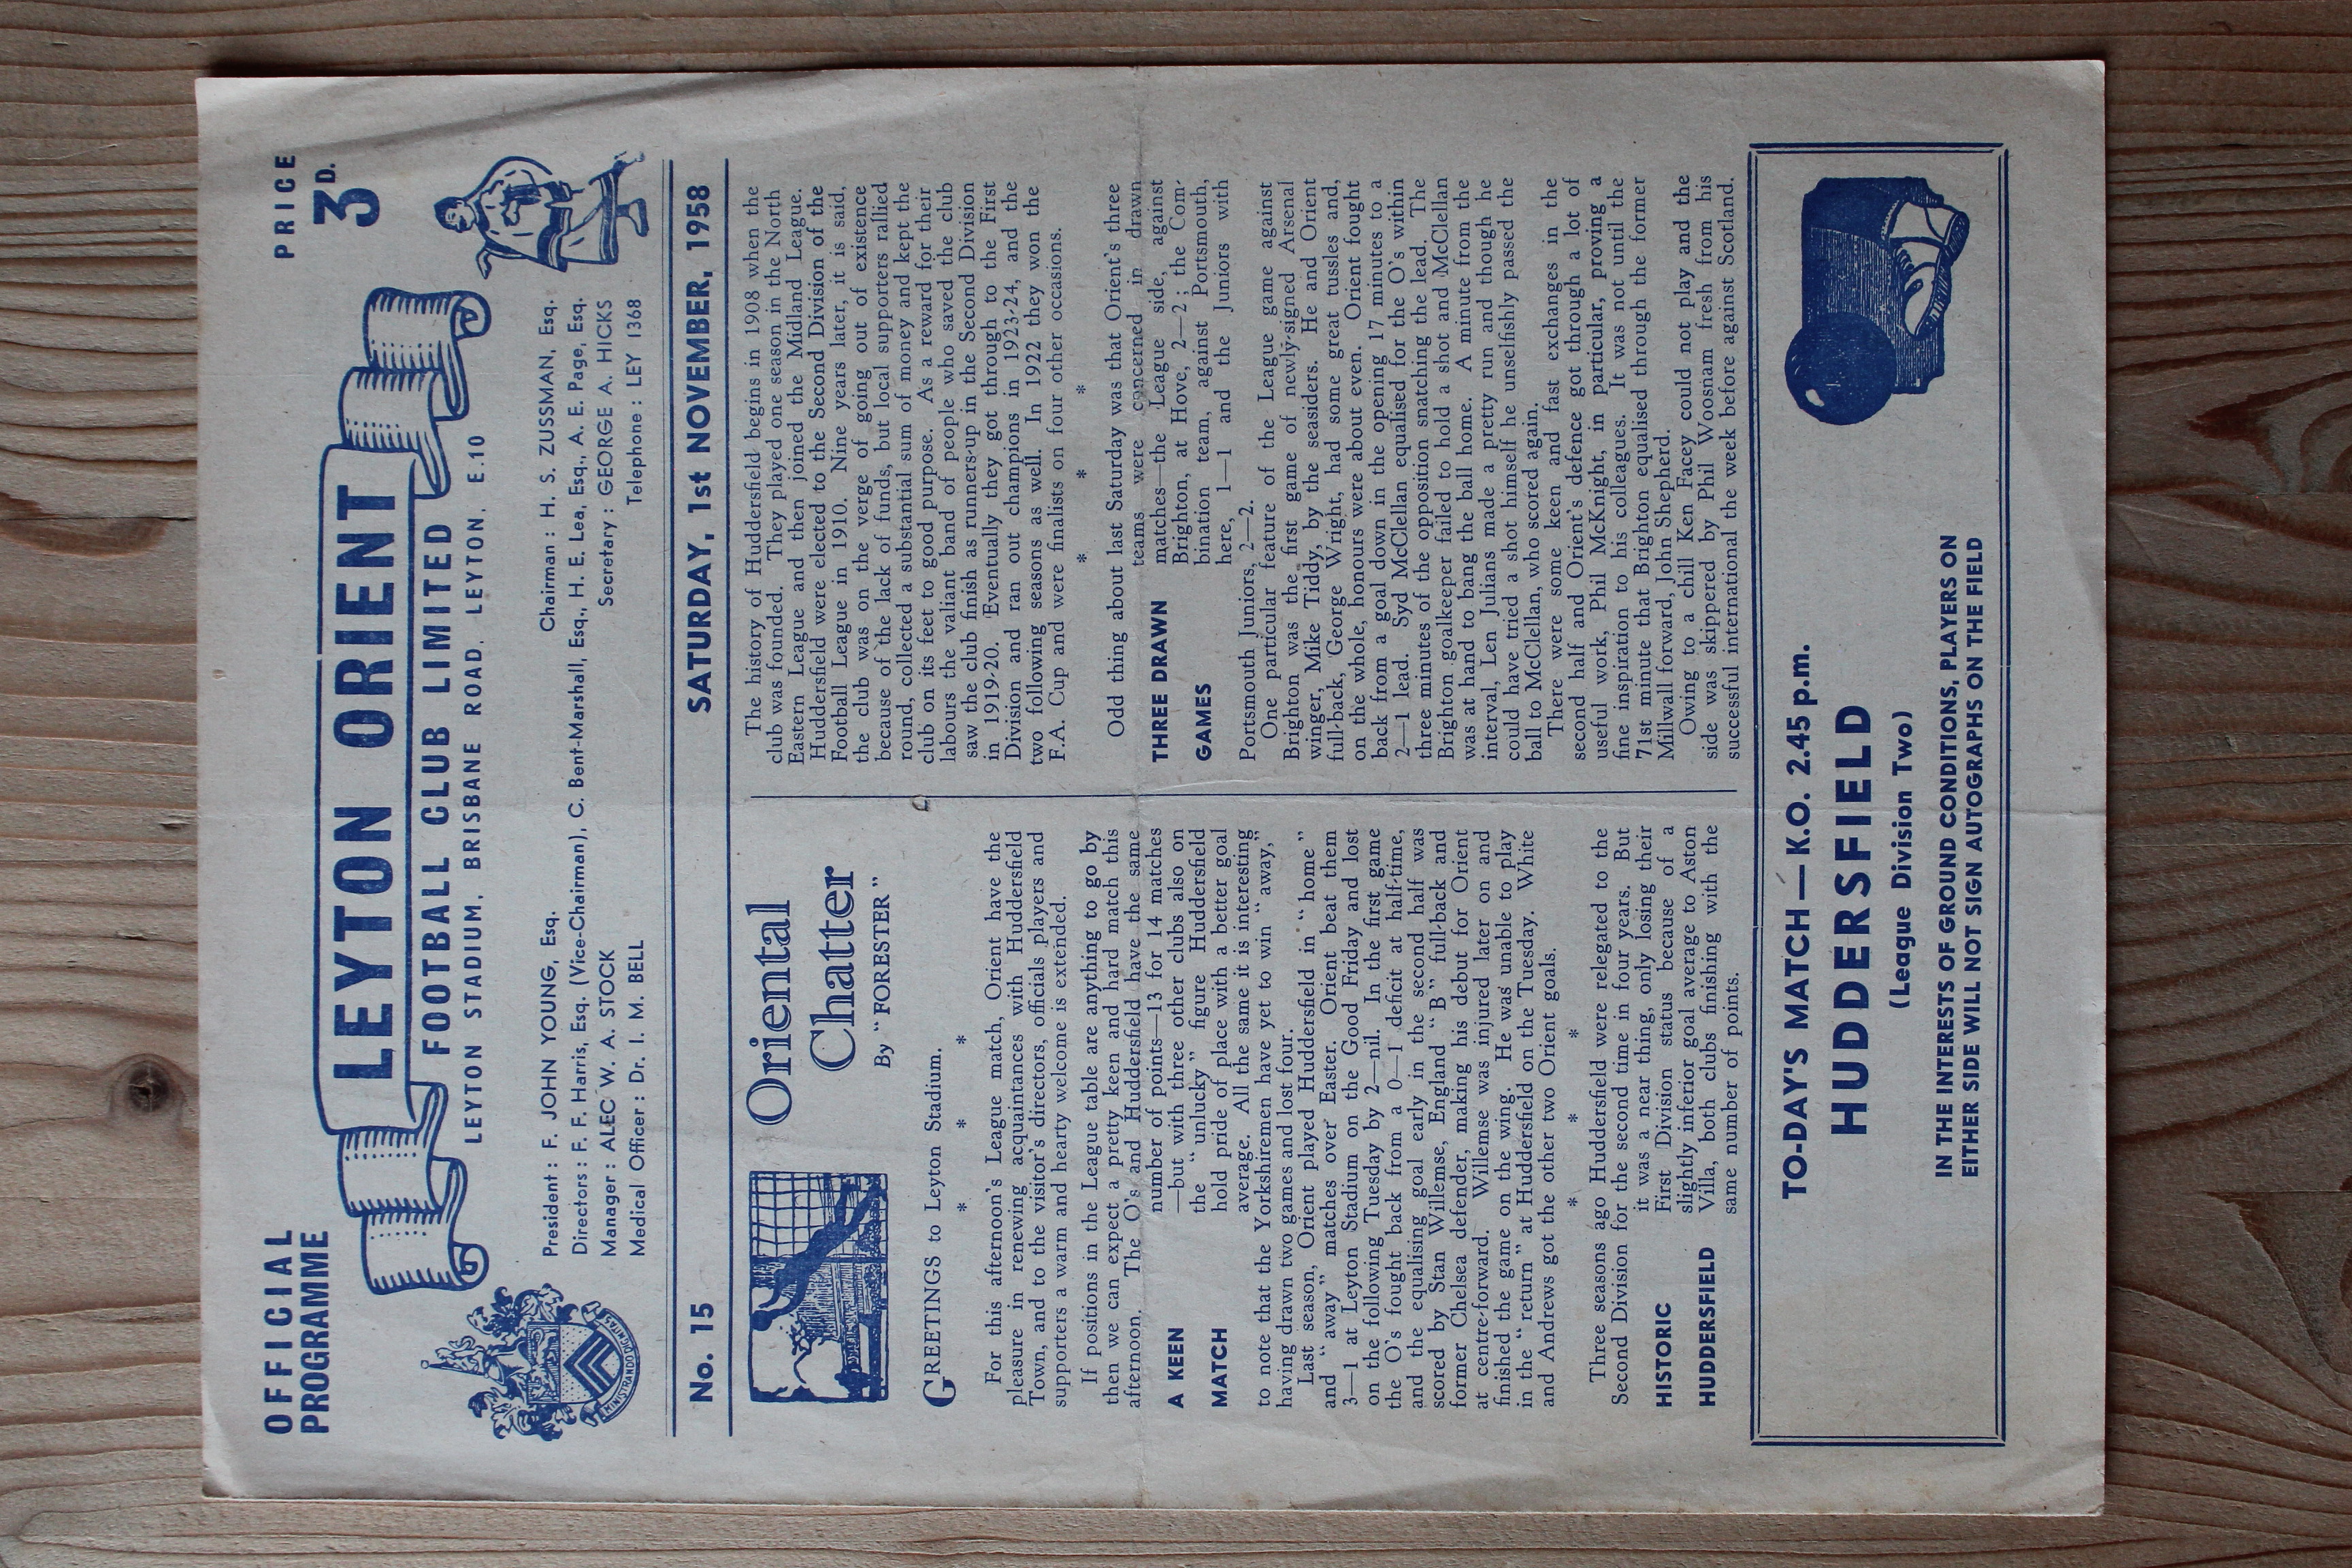 OFFICIAL
PROGRAMME
PRICE
3D.
LEYTON ORIENT
FOOTBALL CLUB LIMITED
LEYTON STADIUM, BRISBANE ROAD, LEYTON, E.10
MINISTRANDO DIGNITAS
President : F. JOHN YOUNG, Esq.
Chairman : H. S. ZUSSMAN, Esq.
Directors : F. F. Harris, Esq. (Vice-Chairman), C. Bent-Marshall, Esq., H. E. Lea, Esq., A. E. Page, Esq.
Manager : ALEC W. A. STOCK
Secretary : GEORGE A. HICKS
Medical Officer : Dr. I. M. BELL
Telephone : LEY 1368
No. 15
SATURDAY, 1st NOVEMBER, 1958
Oriental
Chatter
By "FORESTER"
GREETINGS to Leyton Stadium.
* * *
For this afternoon's League match, Orient have the
pleasure in renewing acquaintances with Huddersfield
Town, and to the visitor's directors, officials players and
supporters a warm and hearty welcome is extended.
If positions in the League table are anything to go by
then we can expect a pretty keen and hard match this
afternoon. The O's and Huddersfield have the same
A KEEN
MATCH
number of points—13 for 14 matches
—but with three other clubs also on
the "unlucky" figure Huddersfield
hold pride of place with a better goal
average. All the same it is interesting
to note that the Yorkshiremen have yet to win "away,"
having drawn two games and lost four.
Last season, Orient played Huddersfield in "home"
and "away" matches over Easter. Orient beat them
3—1 at Leyton Stadium on the Good Friday and lost
on the following Tuesday by 2—nil. In the first game
the O's fought back from a 0—1 deficit at half-time,
and the equalising goal early in the second half was
scored by Stan Willemse, England "B" full-back and
former Chelsea defender, making his debut for Orient
at centre-forward. Willemse was injured later on and
finished the game on the wing. He was unable to play
in the "return" at Huddersfield on the Tuesday. White
and Andrews got the other two Orient goals.
* * *
Three seasons ago Huddersfield were relegated to the
Second Division for the second time in four years. But
HISTORIC
HUDDERSFIELD
it was a near thing, only losing their
First Division status because of a
slightly inferior goal average to Aston
Villa, both clubs finishing with the
same number of points.
The history of Huddersfield begins in 1908 when the
club was founded. They played one season in the North
Eastern League and then joined the Midland League.
Huddersfield were elected to the Second Division of the
Football League in 1910. Nine years later, it is said,
the club was on the verge of going out of existence
because of the lack of funds, but local supporters rallied
round, collected a substantial sum of money and kept the
club on its feet to good purpose. As a reward for their
labours the valiant band of people who saved the club
saw the club finish as runners-up in the Second Division
in 1919-20. Eventually they got through to the First
Division and ran out champions in 1923-24, and the
two following seasons as well. In 1922 they won the
F.A. Cup and were finalists on four other occasions.
* * *
Odd thing about last Saturday was that Orient's three
teams were concerned in drawn
THREE DRAWN
GAMES
matches—the League side, against
Brighton, at Hove, 2—2 ; the Com-
bination team, against Portsmouth,
here, 1—1 and the Juniors with
Portsmouth Juniors, 2—2.
One particular feature of the League game against
Brighton was the first game of newly-signed Arsenal
winger, Mike Tiddy, by the seasiders. He and Orient
full-back, George Wright, had some great tussles and,
on the whole, honours were about even. Orient fought
back from a goal down in the opening 17 minutes to a
2—1 lead. Syd McClellan equalised for the O's within
three minutes of the opposition snatching the lead. The
Brighton goalkeeper failed to hold a shot and McClellan
was at hand to bang the ball home. A minute from the
interval, Len Julians made a pretty run and though he
could have tried a shot himself he unselfishly passed the
ball to McClellan, who scored again.
There were some keen and fast exchanges in the
second half and Orient's defence got through a lot of
useful work, Phil McKnight, in particular, proving a
fine inspiration to his colleagues. It was not until the
71st minute that Brighton equalised through the former
Millwall forward, John Shepherd.
Owing to a chill Ken Facey could not play and the
side was skippered by Phil Woosnam fresh from his
successful international the week before against Scotland.
TO-DAY'S MATCH—K.O. 2.45 p.m.
HUDDERSFIELD
(League Division Two)
IN THE INTERESTS OF GROUND CONDITIONS, PLAYERS ON
EITHER SIDE WILL NOT SIGN AUTOGRAPHS ON THE FIELD